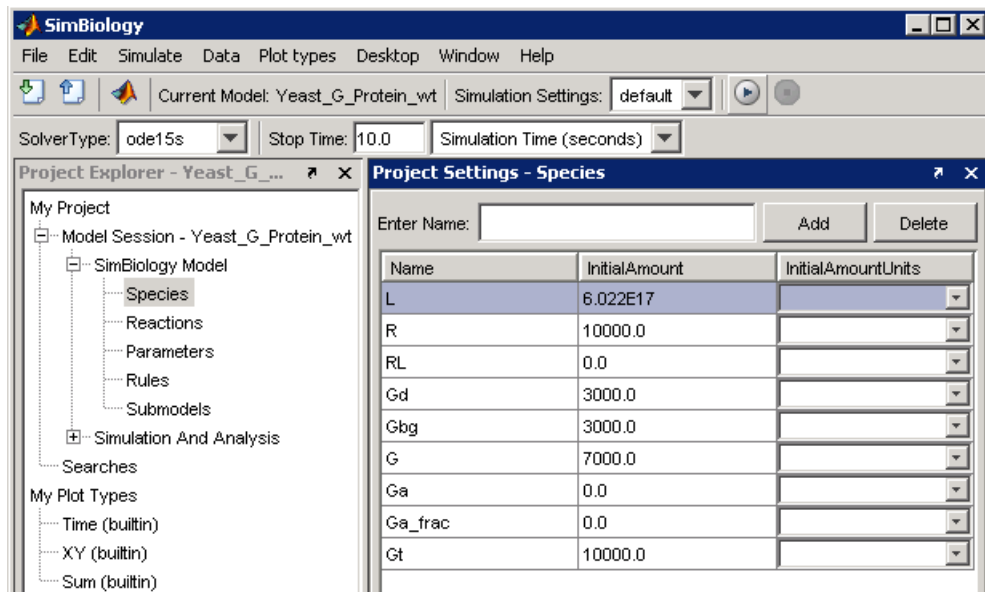 SimBiology
File Edit Simulate Data Plot types Desktop Window Help
Current Model: Yeast_G_Protein_wt Simulation Settings: default
SolverType: ode15s Stop Time: 10.0 Simulation Time (seconds)
Project Explorer - Yeast_G_...
My Project
Model Session - Yeast_G_Protein_wt
SimBiology Model
Species
Reactions
Parameters
Rules
Submodels
Simulation And Analysis
Searches
My Plot Types
Time (builtin)
XY (builtin)
Sum (builtin)
Project Settings - Species
Enter Name: Add Delete
Name InitialAmount InitialAmountUnits
L 6.022E17
R 10000.0
RL 0.0
Gd 3000.0
Gbg 3000.0
G 7000.0
Ga 0.0
Ga_frac 0.0
Gt 10000.0